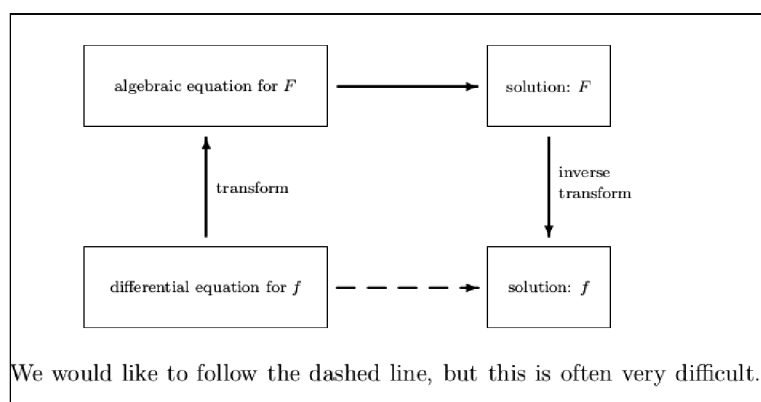 algebraic equation for F
solution: F
transform
inverse
transform
differential equation for f
solution: f
We would like to follow the dashed line, but this is often very difficult.